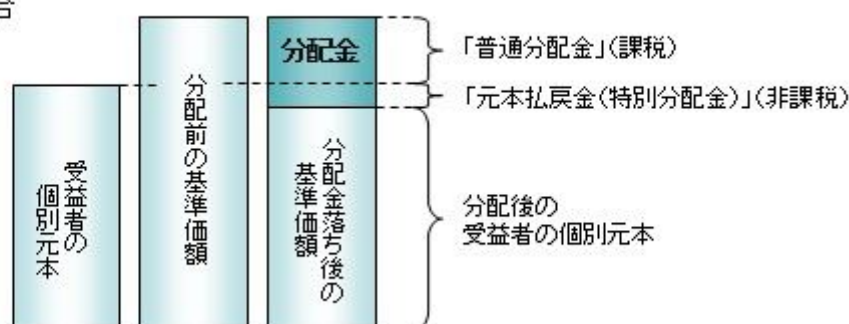 合
分配金
「普通分配金」(課税)
「元本払戻金(特別分配金)」(非課税)
受益者の
個別元本
分配前の基準価額
分配金落ち後の
基準価額
分配後の
受益者の個別元本